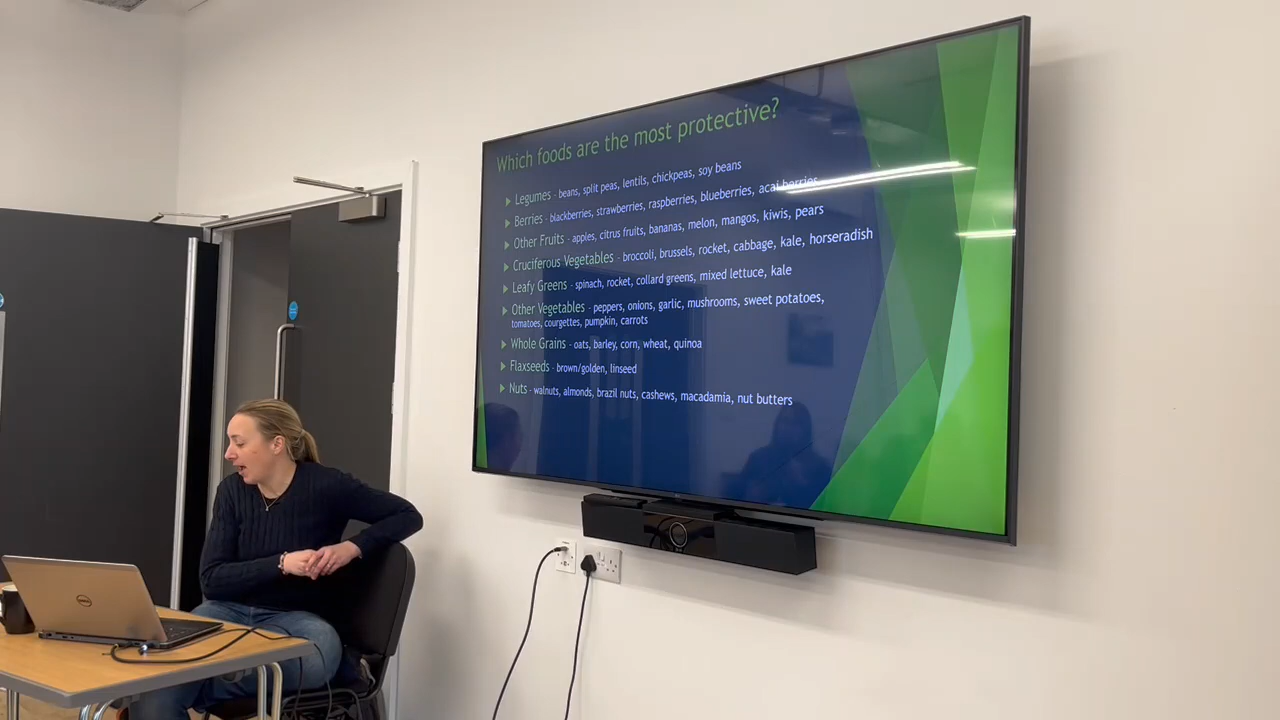 Which foods are the most protective?
Legumes - beans, split peas, lentils, chickpeas, soy beans
Berries - blackberries, strawberries, raspberries, blueberries, acai berries
Other Fruits - apples, citrus fruits, bananas, melon, mangos, kiwis, pears
Cruciferous Vegetables - broccoli, brussels, rocket, cabbage, kale, horseradish
Leafy Greens - spinach, rocket, collard greens, mixed lettuce, kale
Other Vegetables - peppers, onions, garlic, mushrooms, sweet potatoes,
tomatoes, courgettes, pumpkin, carrots
Whole Grains - oats, barley, corn, wheat, quinoa
Flaxseeds - brown/golden, linseed
Nuts - walnuts, almonds, brazil nuts, cashews, macadamia, nut butters
DELL